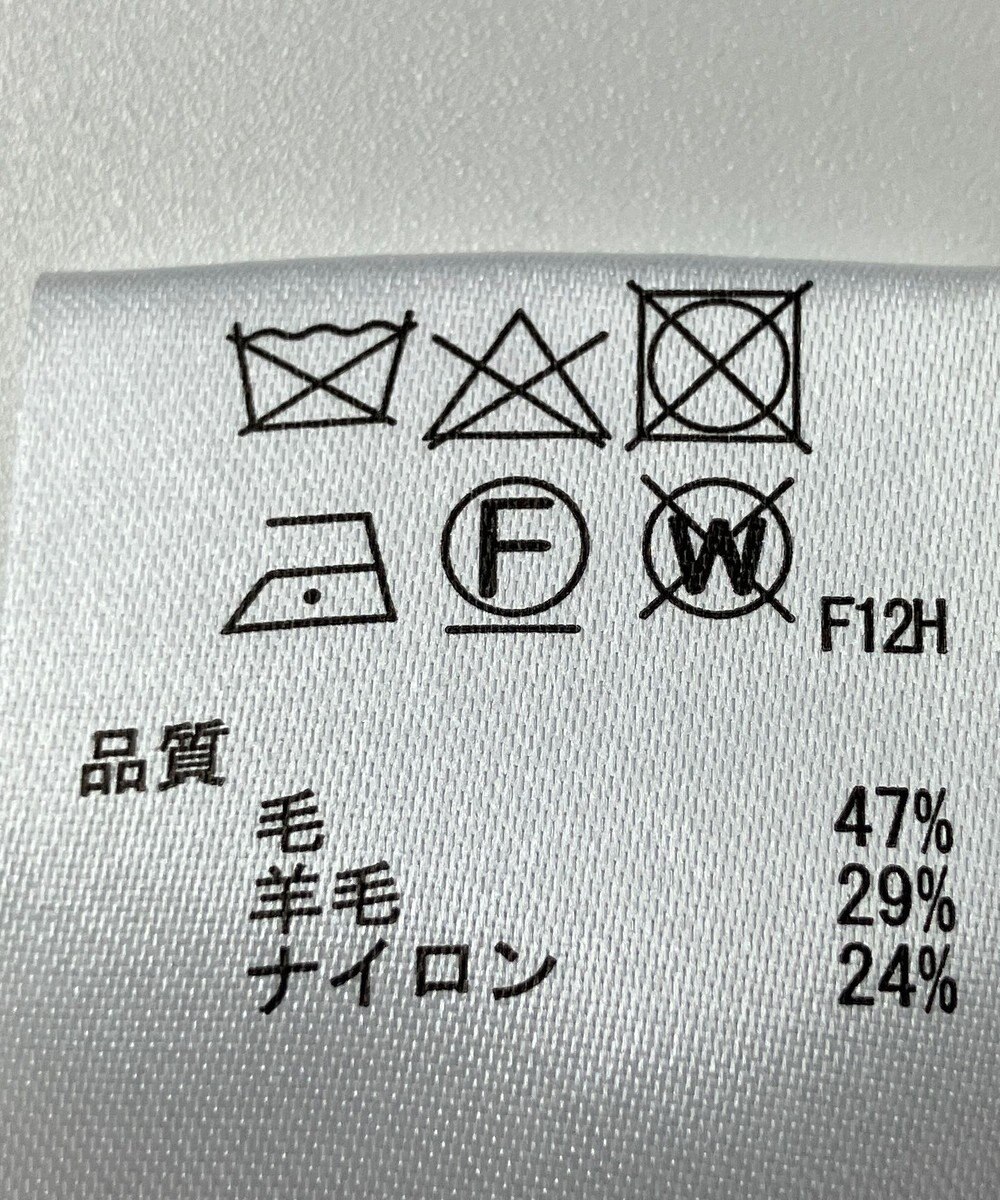 F
W
F12H
品質
毛 47%
羊毛 29%
ナイロン 24%